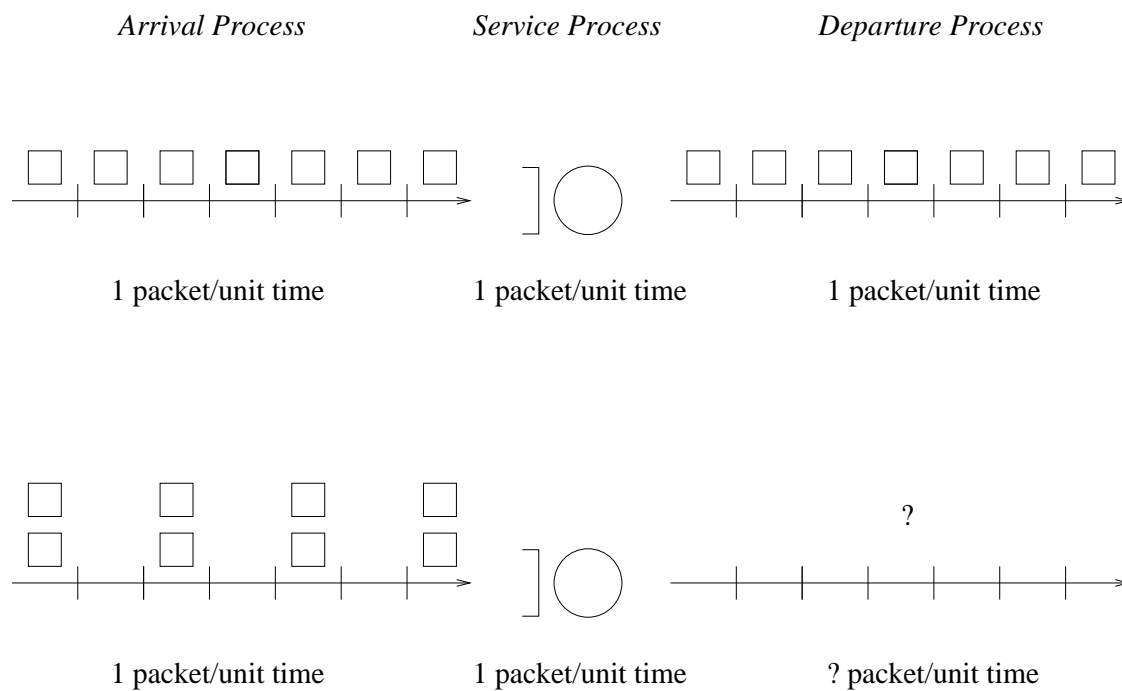 Arrival Process Service Process Departure Process
1 packet/unit time 1 packet/unit time 1 packet/unit time
?
1 packet/unit time 1 packet/unit time ? packet/unit time